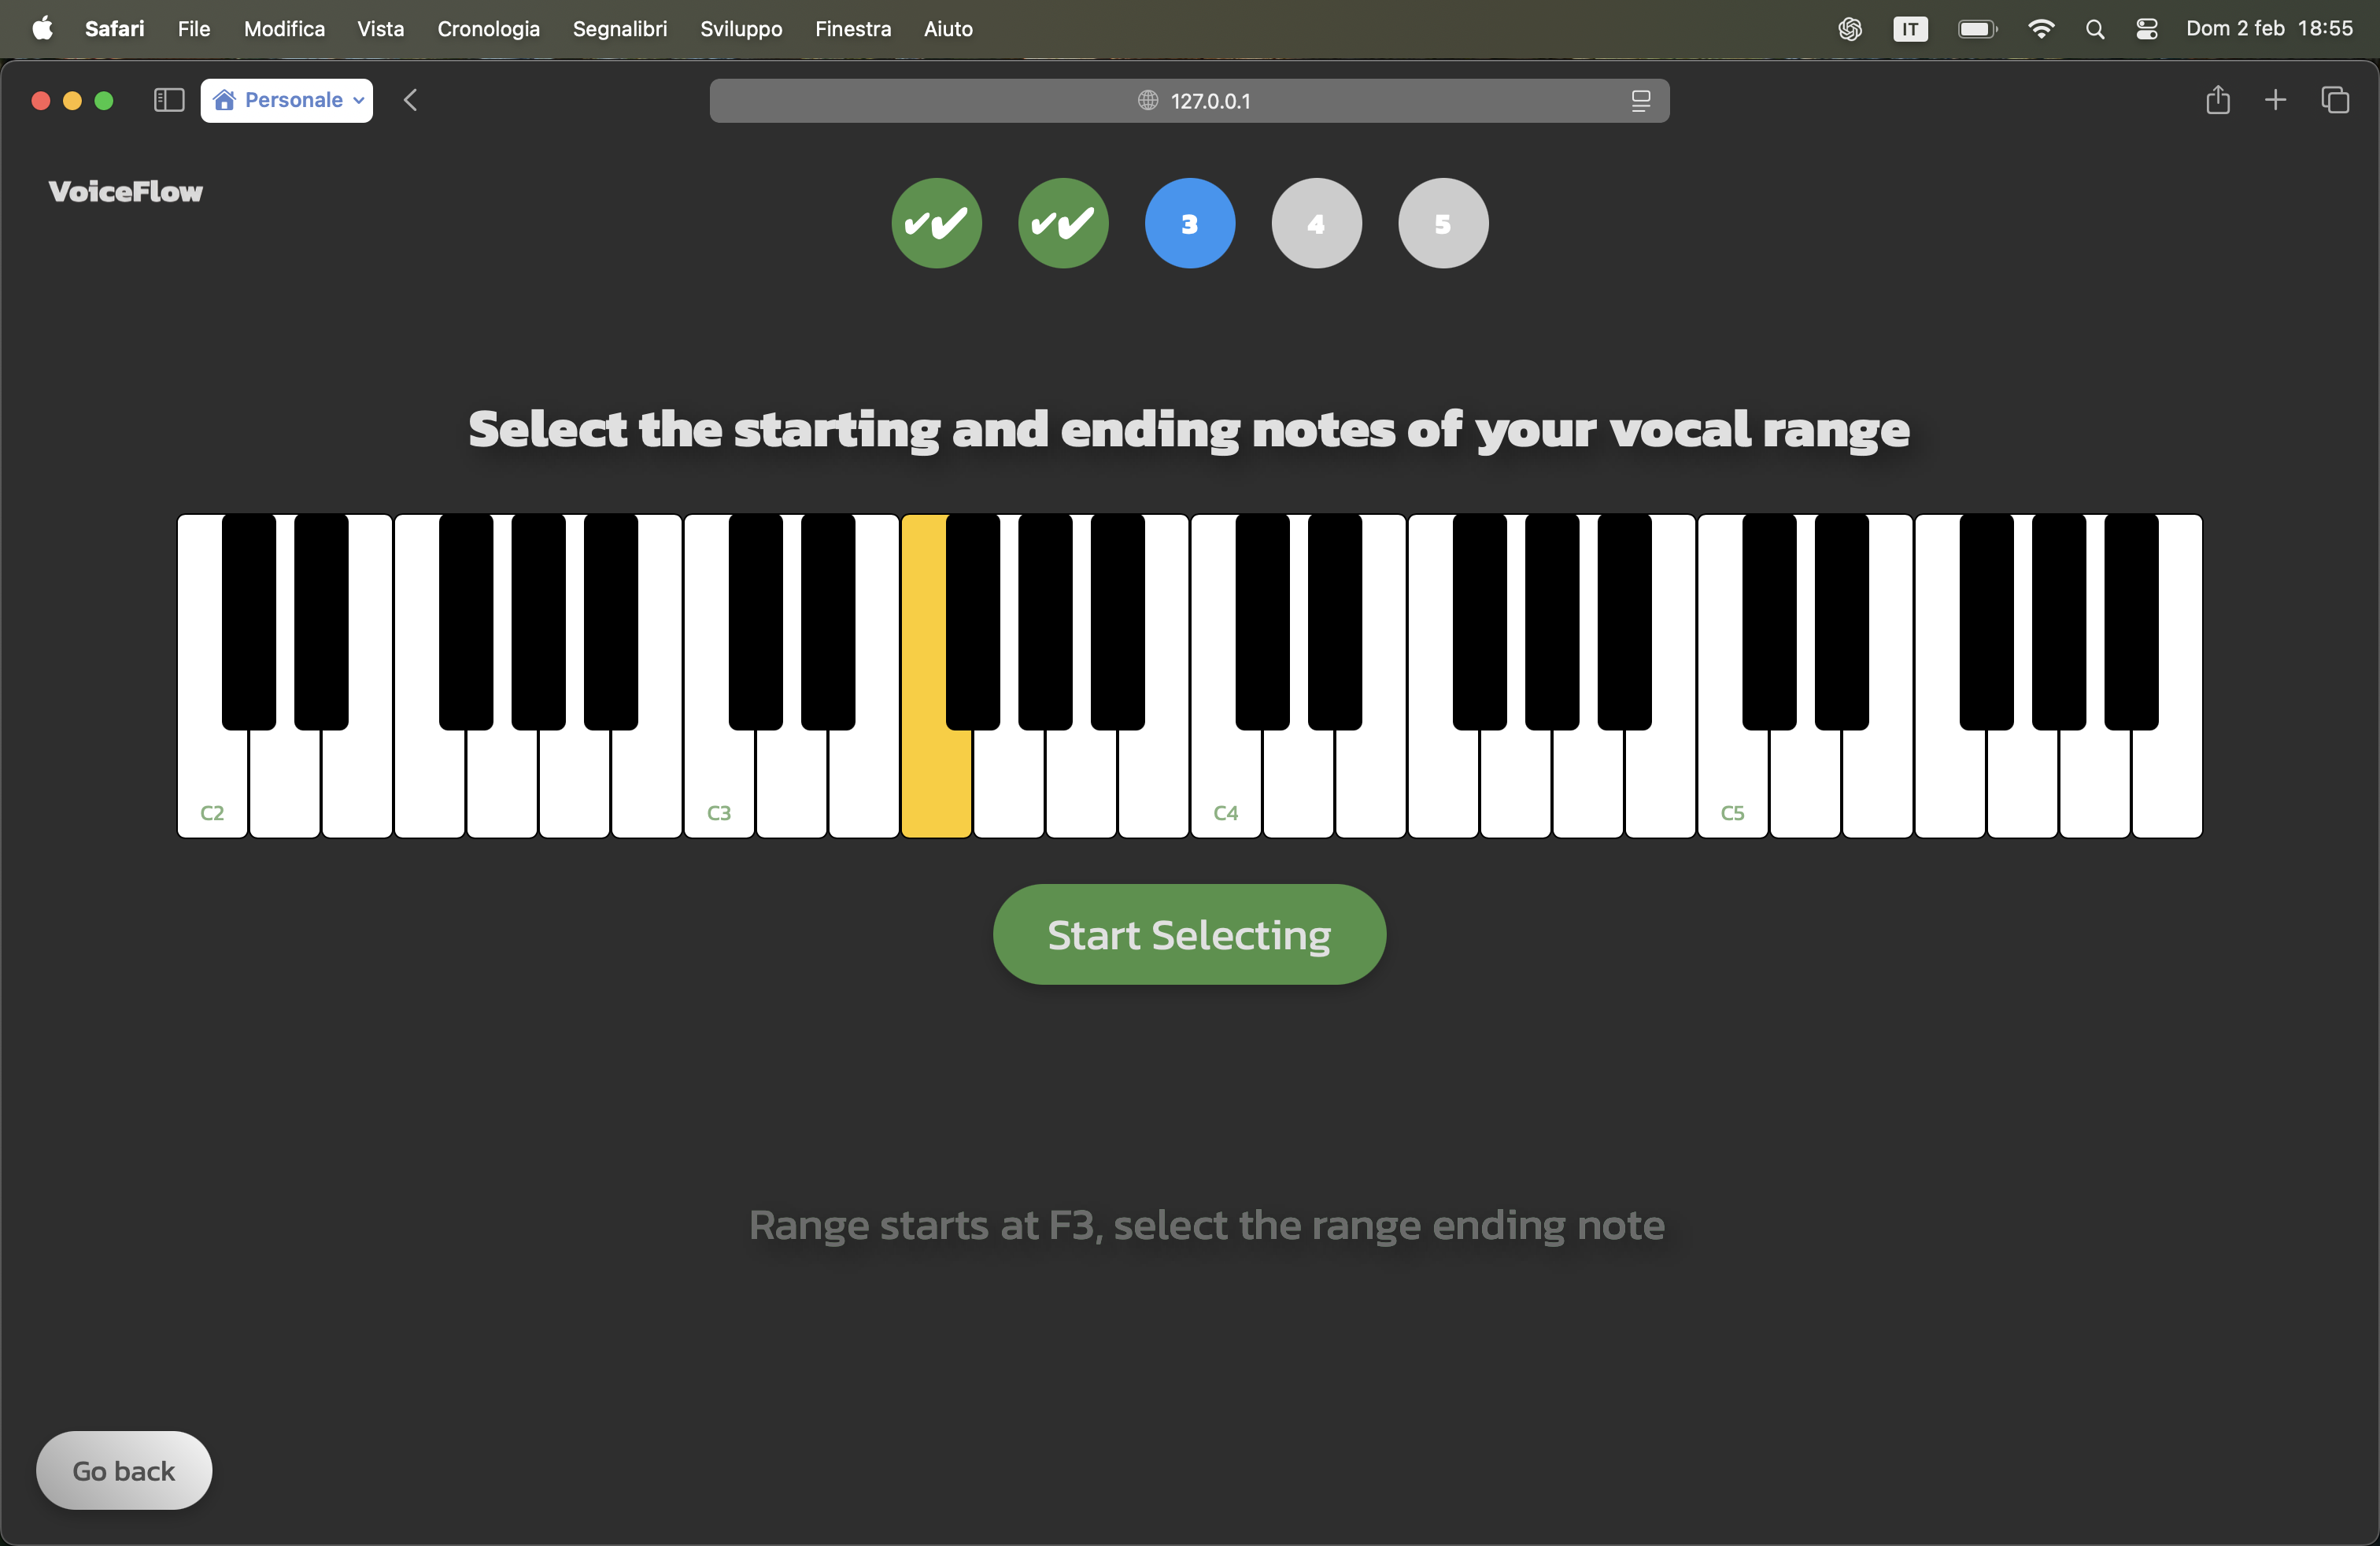 Safari File Modifica Vista Cronologia Segnalibri Sviluppo Finestra Aiuto IT Dom 2 feb 18:55
Personale 127.0.0.1
VoiceFlow
3 4 5
Select the starting and ending notes of your vocal range
C2 C3 C4 C5
Start Selecting
Range starts at F3, select the range ending note
Go back